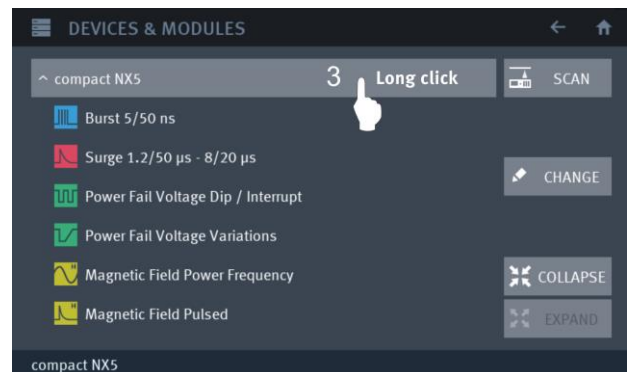 DEVICES & MODULES
compact NX5 3 Long click SCAN
Burst 5/50 ns
Surge 1.2/50 µs - 8/20 µs
CHANGE
Power Fail Voltage Dip / Interrupt
Power Fail Voltage Variations
Magnetic Field Power Frequency COLLAPSE
Magnetic Field Pulsed EXPAND
compact NX5